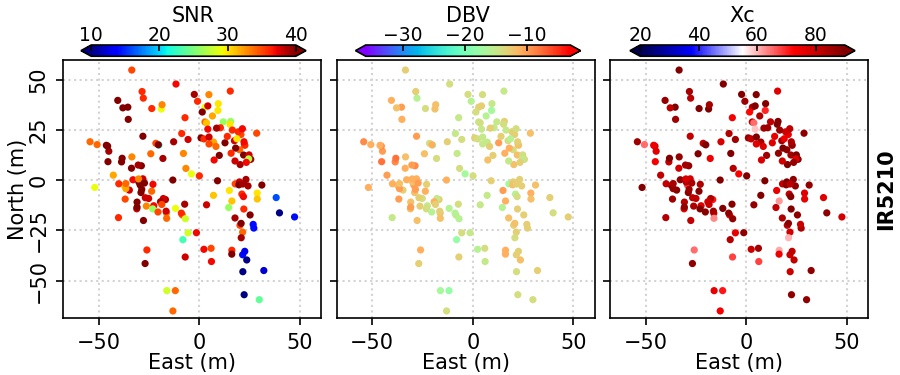 SNR DBV Xc
10 20 30 40 −30 −20 −10 20 40 60 80
50
25
0
−25
−50
North (m)
IR5210
−50 0 50 −50 0 50 −50 0 50
East (m) East (m) East (m)